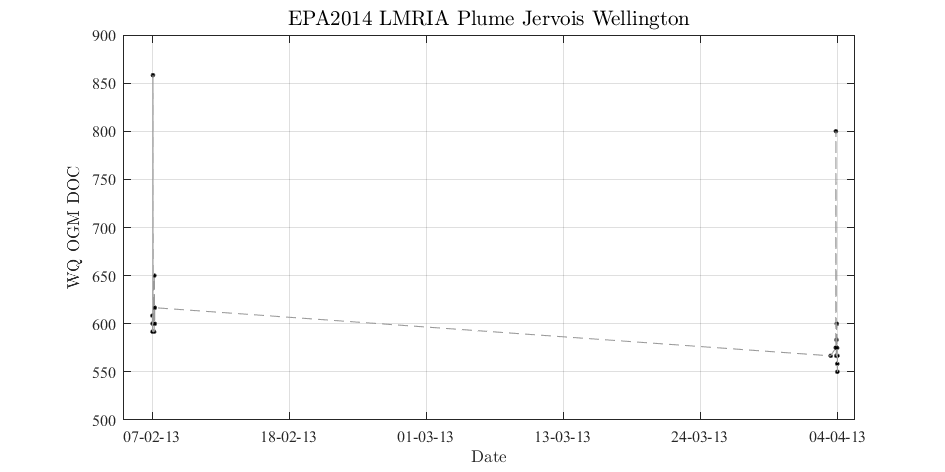 EPA2014 LMRIA Plume Jervois Wellington
900
850
800
750
700
650
600
550
500
WQ OGM DOC
07-02-13 18-02-13 01-03-13 13-03-13 24-03-13 04-04-13
Date